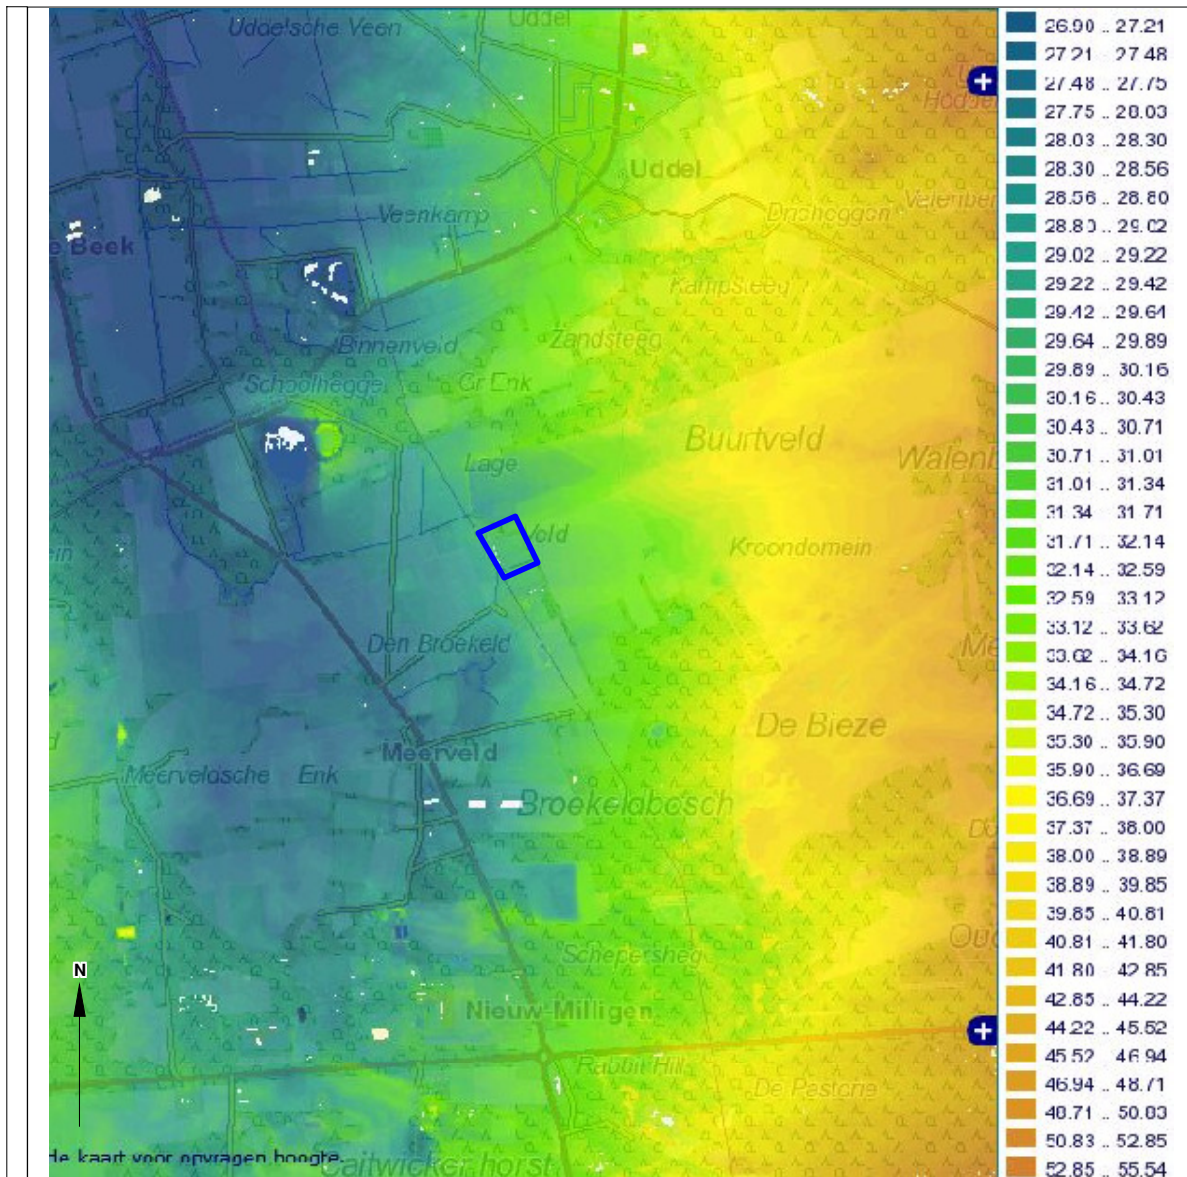 Uddelsche Veen
Uddel
Hodde
Uddel
Veenkamp
Driehoggen
Valenber
e Beek
Kampsteeg
Binnenveld
Zandsteeg
Schoolhegge
Gr Enk
Buurtveld
Lage
Walenb
Veld
Kroondomein
ein
Den Broekeld
Me
De Bieze
Meerveld
Meerveldsche Enk
Broekeldbosch
Do
Oud
Schepersheg
N
Nieuw-Milligen
Rabbit Hill
De Pastorie
de kaart voor opvragen hoogte.
Caitwickerhorst
26.90 .. 27.21
27.21 .. 27.48
27.48 .. 27.75
27.75 .. 28.03
28.03 .. 28.30
28.30 .. 28.56
28.56 .. 28.80
28.80 .. 29.02
29.02 .. 29.22
29.22 .. 29.42
29.42 .. 29.64
29.64 .. 29.89
29.89 .. 30.16
30.16 .. 30.43
30.43 .. 30.71
30.71 .. 31.01
31.01 .. 31.34
31.34 .. 31.71
31.71 .. 32.14
32.14 .. 32.59
32.59 .. 33.12
33.12 .. 33.62
33.62 .. 34.16
34.16 .. 34.72
34.72 .. 35.30
35.30 .. 35.90
35.90 .. 36.69
36.69 .. 37.37
37.37 .. 38.00
38.00 .. 38.89
38.89 .. 39.85
39.85 .. 40.81
40.81 .. 41.80
41.80 .. 42.85
42.85 .. 44.22
44.22 .. 45.52
45.52 .. 46.94
46.94 .. 48.71
48.71 .. 50.83
50.83 .. 52.85
52.85 .. 55.54